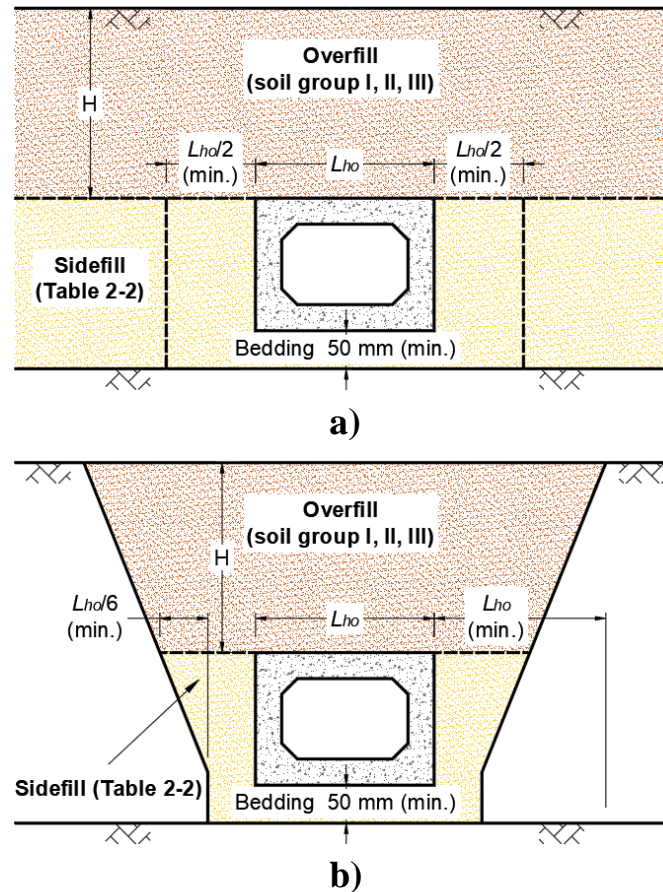 Overfill
(soil group I, II, III)
H
Lho/2
(min.)
Lho
Lho/2
(min.)
Sidefill
(Table 2-2)
Bedding 50 mm (min.)
a)
Overfill
(soil group I, II, III)
H
Lho/6
(min.)
Lho
Lho
(min.)
Sidefill (Table 2-2)
Bedding 50 mm (min.)
b)